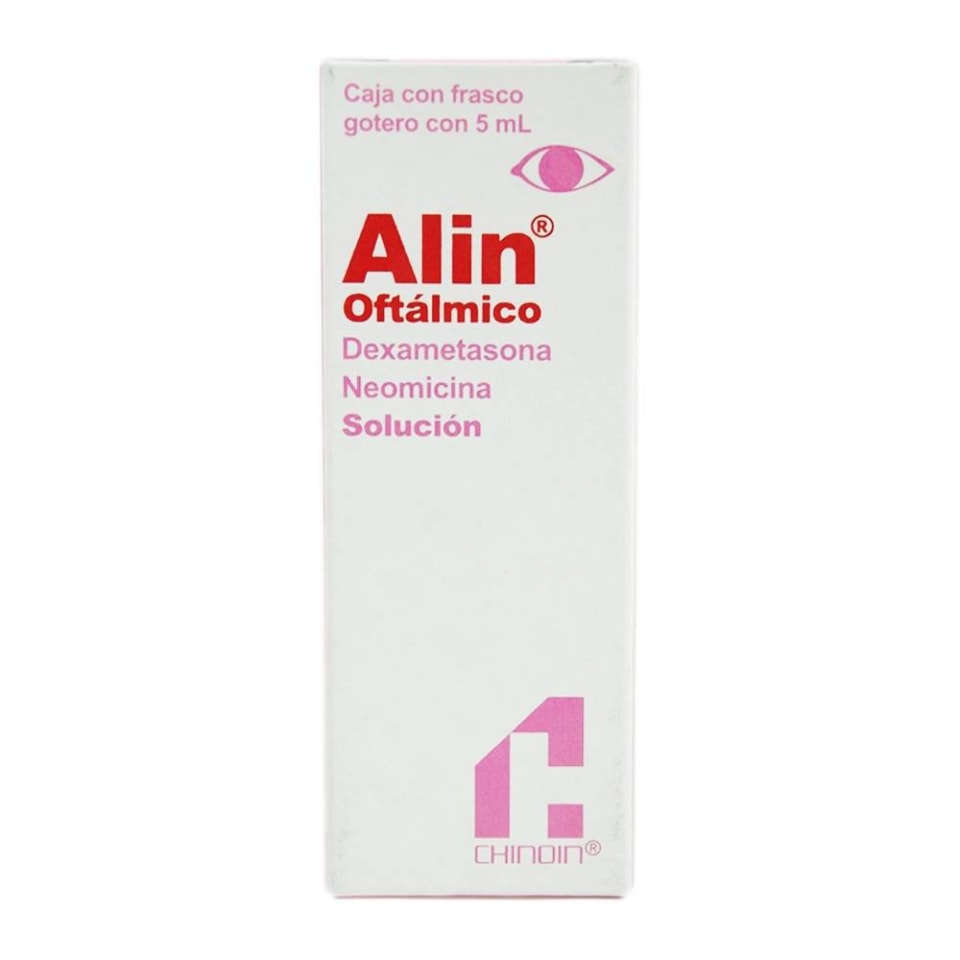 Caja con frasco
gotero con 5 mL
Alin®
Oftálmico
Dexametasona
Neomicina
Solución
CHINOIN®